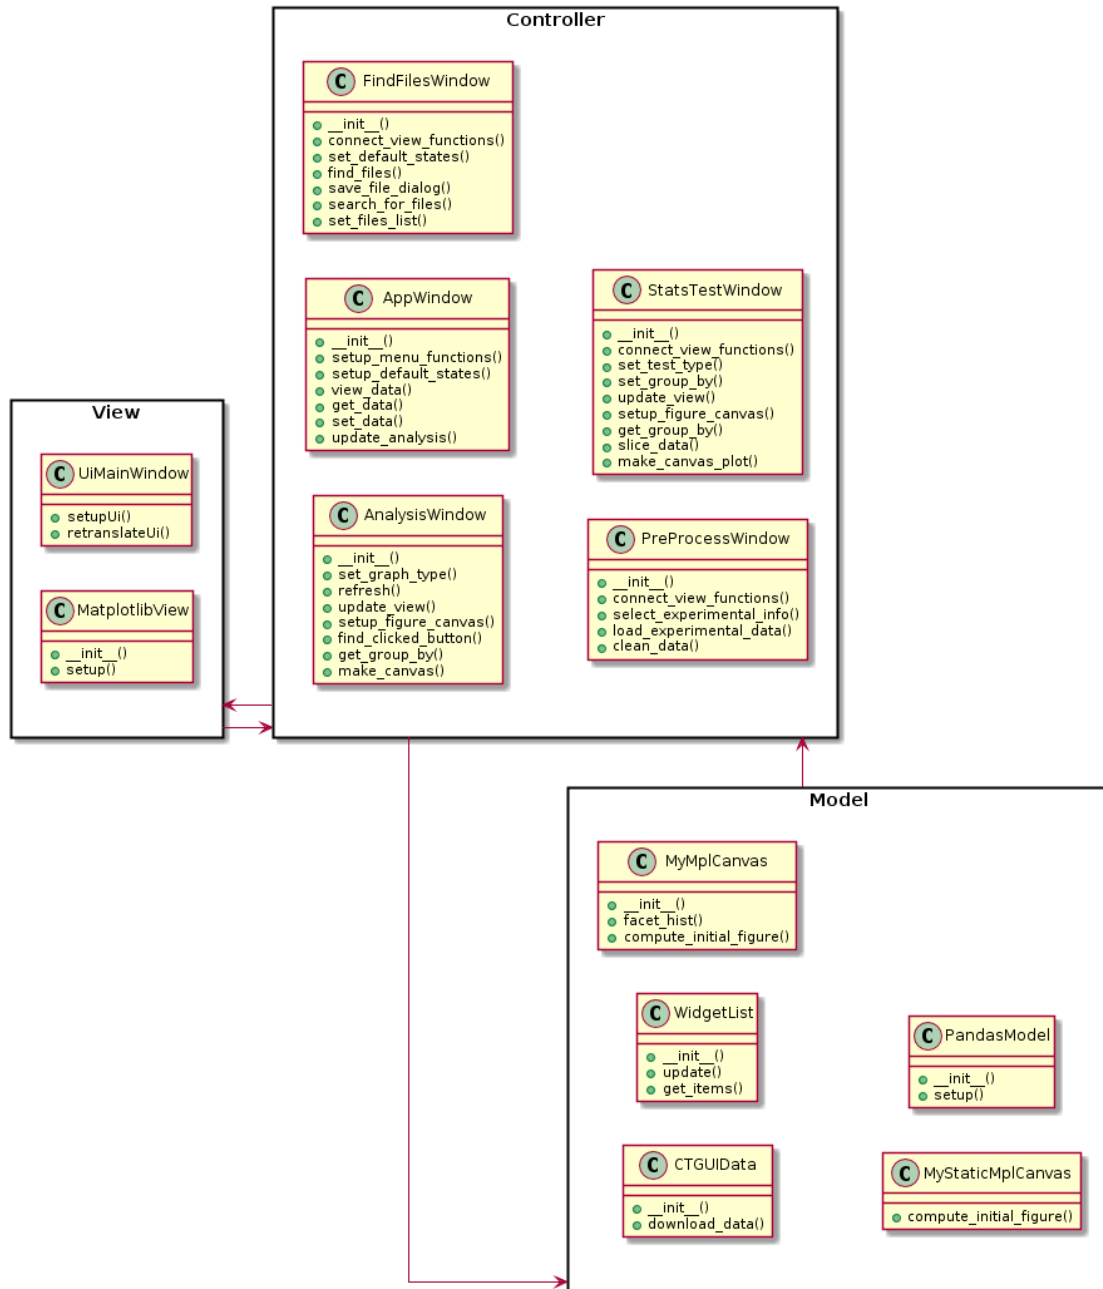 Controller
C FindFilesWindow
__init__()
connect_view_functions()
set_default_states()
find_files()
save_file_dialog()
search_for_files()
set_files_list()
C AppWindow
__init__()
setup_menu_functions()
setup_default_states()
view_data()
get_data()
set_data()
update_analysis()
C StatsTestWindow
__init__()
connect_view_functions()
set_test_type()
set_group_by()
update_view()
setup_figure_canvas()
get_group_by()
slice_data()
make_canvas_plot()
C AnalysisWindow
__init__()
set_graph_type()
refresh()
update_view()
setup_figure_canvas()
find_clicked_button()
get_group_by()
make_canvas()
C PreProcessWindow
__init__()
connect_view_functions()
select_experimental_info()
load_experimental_data()
clean_data()
View
C UiMainWindow
setupUi()
retranslateUi()
C MatplotlibView
__init__()
setup()
Model
C MyMplCanvas
__init__()
facet_hist()
compute_initial_figure()
C WidgetList
__init__()
update()
get_items()
C PandasModel
__init__()
setup()
C CTGUIData
__init__()
download_data()
C MyStaticMplCanvas
compute_initial_figure()